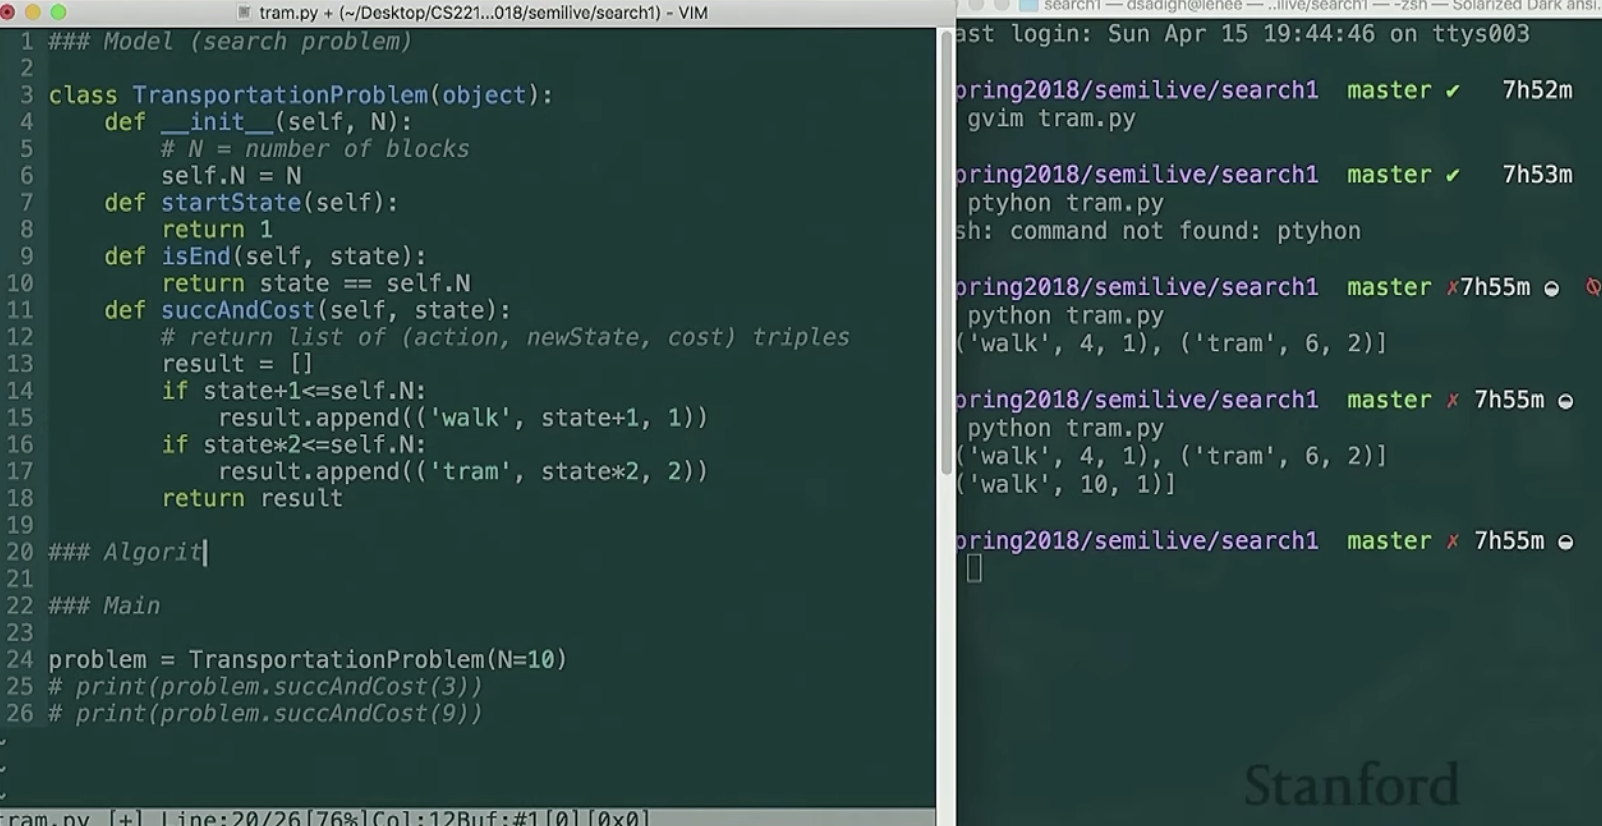 tram.py + (~/Desktop/CS221...018/semilive/search1) - VIM
1 ### Model (search problem)
2
3 class TransportationProblem(object):
4     def __init__(self, N):
5         # N = number of blocks
6         self.N = N
7     def startState(self):
8         return 1
9     def isEnd(self, state):
10         return state == self.N
11     def succAndCost(self, state):
12         # return list of (action, newState, cost) triples
13         result = []
14         if state+1<=self.N:
15             result.append(('walk', state+1, 1))
16         if state*2<=self.N:
17             result.append(('tram', state*2, 2))
18         return result
19
20 ### Algorit
21
22 ### Main
23
24 problem = TransportationProblem(N=10)
25 # print(problem.succAndCost(3))
26 # print(problem.succAndCost(9))
tram.py [+] Line:20/26[76%]Col:12Buf:#1[0][0x0]
search1 — dsadigh@lenee — ..ilive/search1 — -zsh — Solarized Dark ansi.
ast login: Sun Apr 15 19:44:46 on ttys003
pring2018/semilive/search1 master ✔ 7h52m
gvim tram.py
pring2018/semilive/search1 master ✔ 7h53m
ptyhon tram.py
sh: command not found: ptyhon
pring2018/semilive/search1 master ✗7h55m
python tram.py
('walk', 4, 1), ('tram', 6, 2)]
pring2018/semilive/search1 master ✗ 7h55m
python tram.py
('walk', 4, 1), ('tram', 6, 2)]
('walk', 10, 1)]
pring2018/semilive/search1 master ✗ 7h55m
Stanford